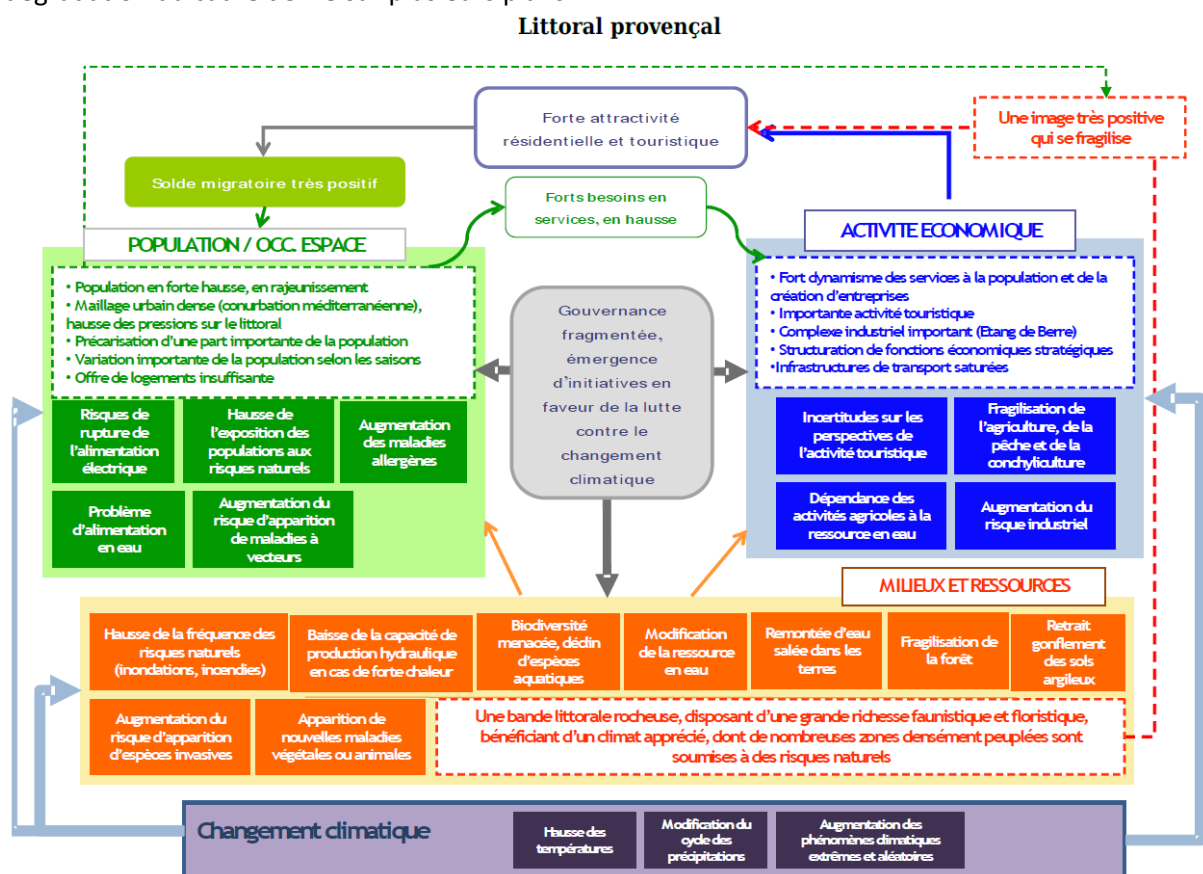 Littoral provençal
Forte attractivité
résidentielle et touristique
Une image très positive
qui se fragilise
Solde migratoire très positif
Forts besoins en
services, en hausse
POPULATION / OCC. ESPACE
ACTIVITE ECONOMIQUE
• Population en forte hausse, en rajeunissement
• Maillage urbain dense (conurbation méditerranéenne),
hausse des pressions sur le littoral
• Précarisation d'une part importante de la population
• Variation importante de la population selon les saisons
• Offre de logements insuffisante
Gouvernance
fragmentée,
émergence
d'initiatives en
faveur de la lutte
contre le
changement
climatique
• Fort dynamisme des services à la population et de la
création d'entreprises
• Importante activité touristique
• Complexe industriel important (Etang de Berre)
• Structuration de fonctions économiques stratégiques
•Infrastructures de transport saturées
Risques de
rupture de
l'alimentation
électrique
Hausse de
l'exposition des
populations aux
risques naturels
Augmentation
des maladies
allergènes
Problème
d'alimentation
en eau
Augmentation du
risque d'apparition
de maladies à
vecteurs
Incertitudes sur les
perspectives de
l'activité touristique
Fragilisation de
l'agriculture, de la
pêche et de la
conchyliculture
Dépendance des
activités agricoles à la
ressource en eau
Augmentation du
risque industriel
MILIEUX ET RESSOURCES
Hausse de la fréquence des
risques naturels
(inondations, incendies)
Baisse de la capacité de
production hydraulique
en cas de forte chaleur
Biodiversité
menacée, déclin
d'espèces
aquatiques
Modification
de la ressource
en eau
Remontée d'eau
salée dans les
terres
Fragilisation de
la forêt
Retrait
gonflement
des sols
argileux
Augmentation du
risque d'apparition
d'espèces invasives
Apparition de
nouvelles maladies
végétales ou animales
Une bande littorale rocheuse, disposant d'une grande richesse faunistique et floristique,
bénéficiant d'un climat apprécié, dont de nombreuses zones densément peuplées sont
soumises à des risques naturels
Changement climatique
Hausse des
températures
Modification du
cycle des
précipitations
Augmentation des
phénomènes climatiques
extrêmes et aléatoires